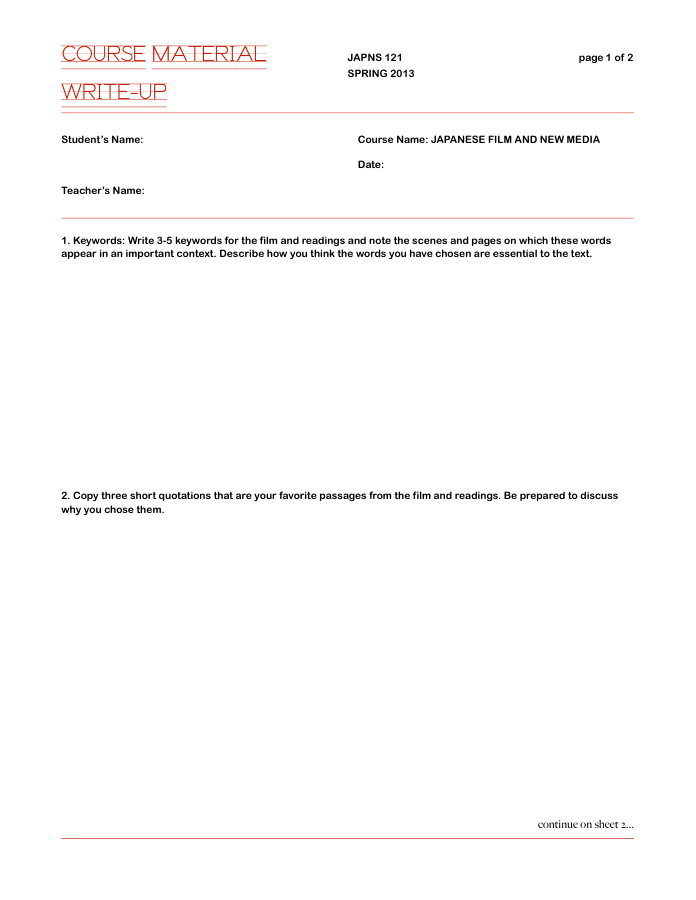 COURSE MATERIAL
WRITE-UP
JAPNS 121
SPRING 2013
page 1 of 2
Student’s Name:
Course Name: JAPANESE FILM AND NEW MEDIA
Date:
Teacher’s Name:
1. Keywords: Write 3-5 keywords for the film and readings and note the scenes and pages on which these words
appear in an important context. Describe how you think the words you have chosen are essential to the text.
2. Copy three short quotations that are your favorite passages from the film and readings. Be prepared to discuss
why you chose them.
continue on sheet 2...